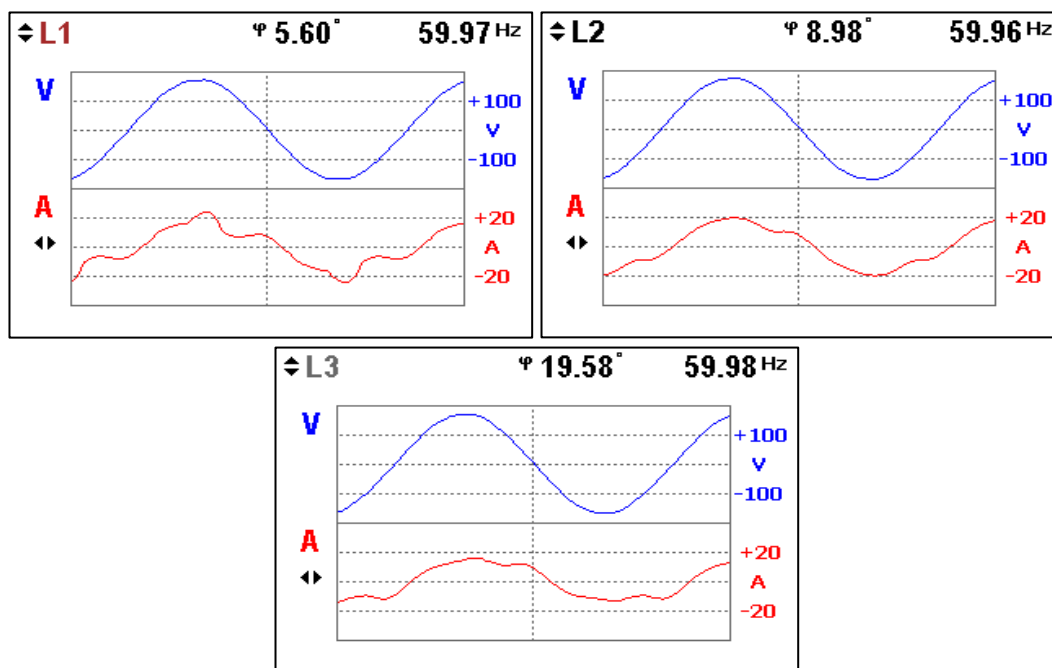 L1 φ 5.60° 59.97 Hz
V
+100
V
-100
A
+20
A
-20
L2 φ 8.98° 59.96 Hz
V
+100
V
-100
A
+20
A
-20
L3 φ 19.58° 59.98 Hz
V
+100
V
-100
A
+20
A
-20